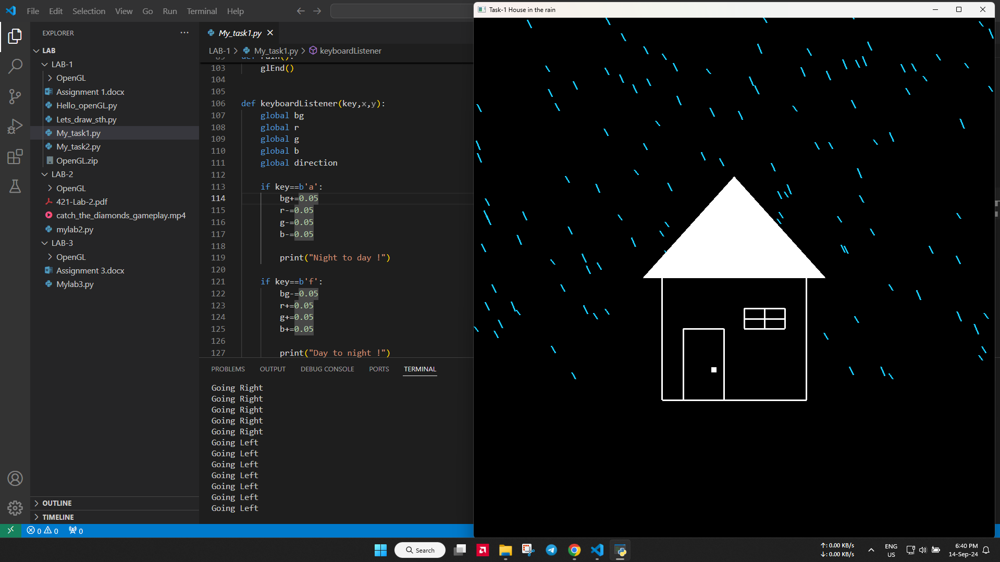 File Edit Selection View Go Run Terminal Help
Task-1 House in the rain
EXPLORER
LAB
LAB-1
OpenGL
Assignment 1.docx
Hello_openGL.py
Lets_draw_sth.py
My_task1.py
My_task2.py
OpenGL.zip
LAB-2
OpenGL
421-Lab-2.pdf
catch_the_diamonds_gameplay.mp4
mylab2.py
LAB-3
OpenGL
Assignment 3.docx
Mylab3.py
OUTLINE
TIMELINE
My_task1.py
LAB-1 > My_task1.py > keyboardListener
103 glEnd()
104
105
106 def keyboardListener(key,x,y):
107 global bg
108 global r
109 global g
110 global b
111 global direction
112
113 if key==b'a':
114 bg+=0.05
115 r-=0.05
116 g-=0.05
117 b-=0.05
118
119 print("Night to day !")
120
121 if key==b'f':
122 bg-=0.05
123 r+=0.05
124 g+=0.05
125 b+=0.05
126
127 print("Day to night !")
PROBLEMS OUTPUT DEBUG CONSOLE PORTS TERMINAL
Going Right
Going Right
Going Right
Going Right
Going Right
Going Left
Going Left
Going Left
Going Left
Going Left
Going Left
Going Left
0 0 0
Search
↑: 0.00 KB/s
↓: 0.00 KB/s
ENG
US
6:40 PM
14-Sep-24